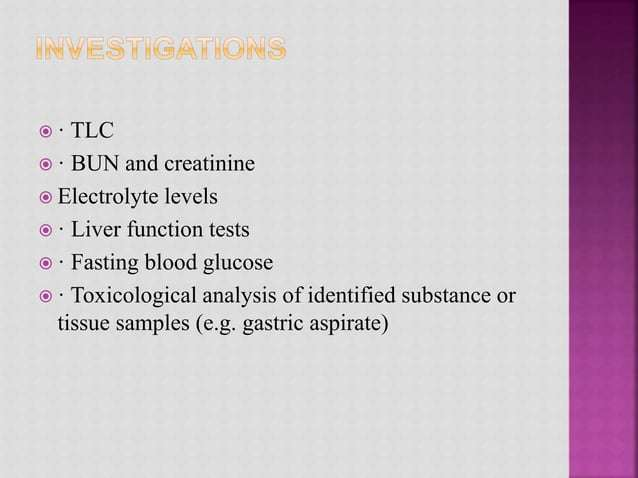 INVESTIGATIONS
· TLC
· BUN and creatinine
Electrolyte levels
· Liver function tests
· Fasting blood glucose
· Toxicological analysis of identified substance or
tissue samples (e.g. gastric aspirate)